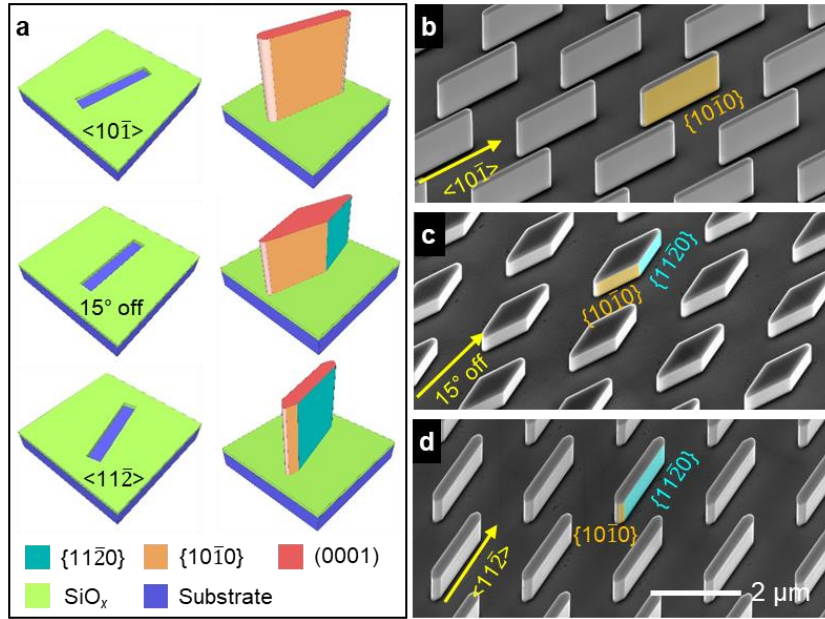 a
<101̅>
15° off
<112̅>
{112̅0}
{101̅0}
(0001)
SiOₓ
Substrate
b
{101̅0}
<101̅>
c
{112̅0}
{101̅0}
15° off
d
{112̅0}
{101̅0}
<112̅>
2 μm